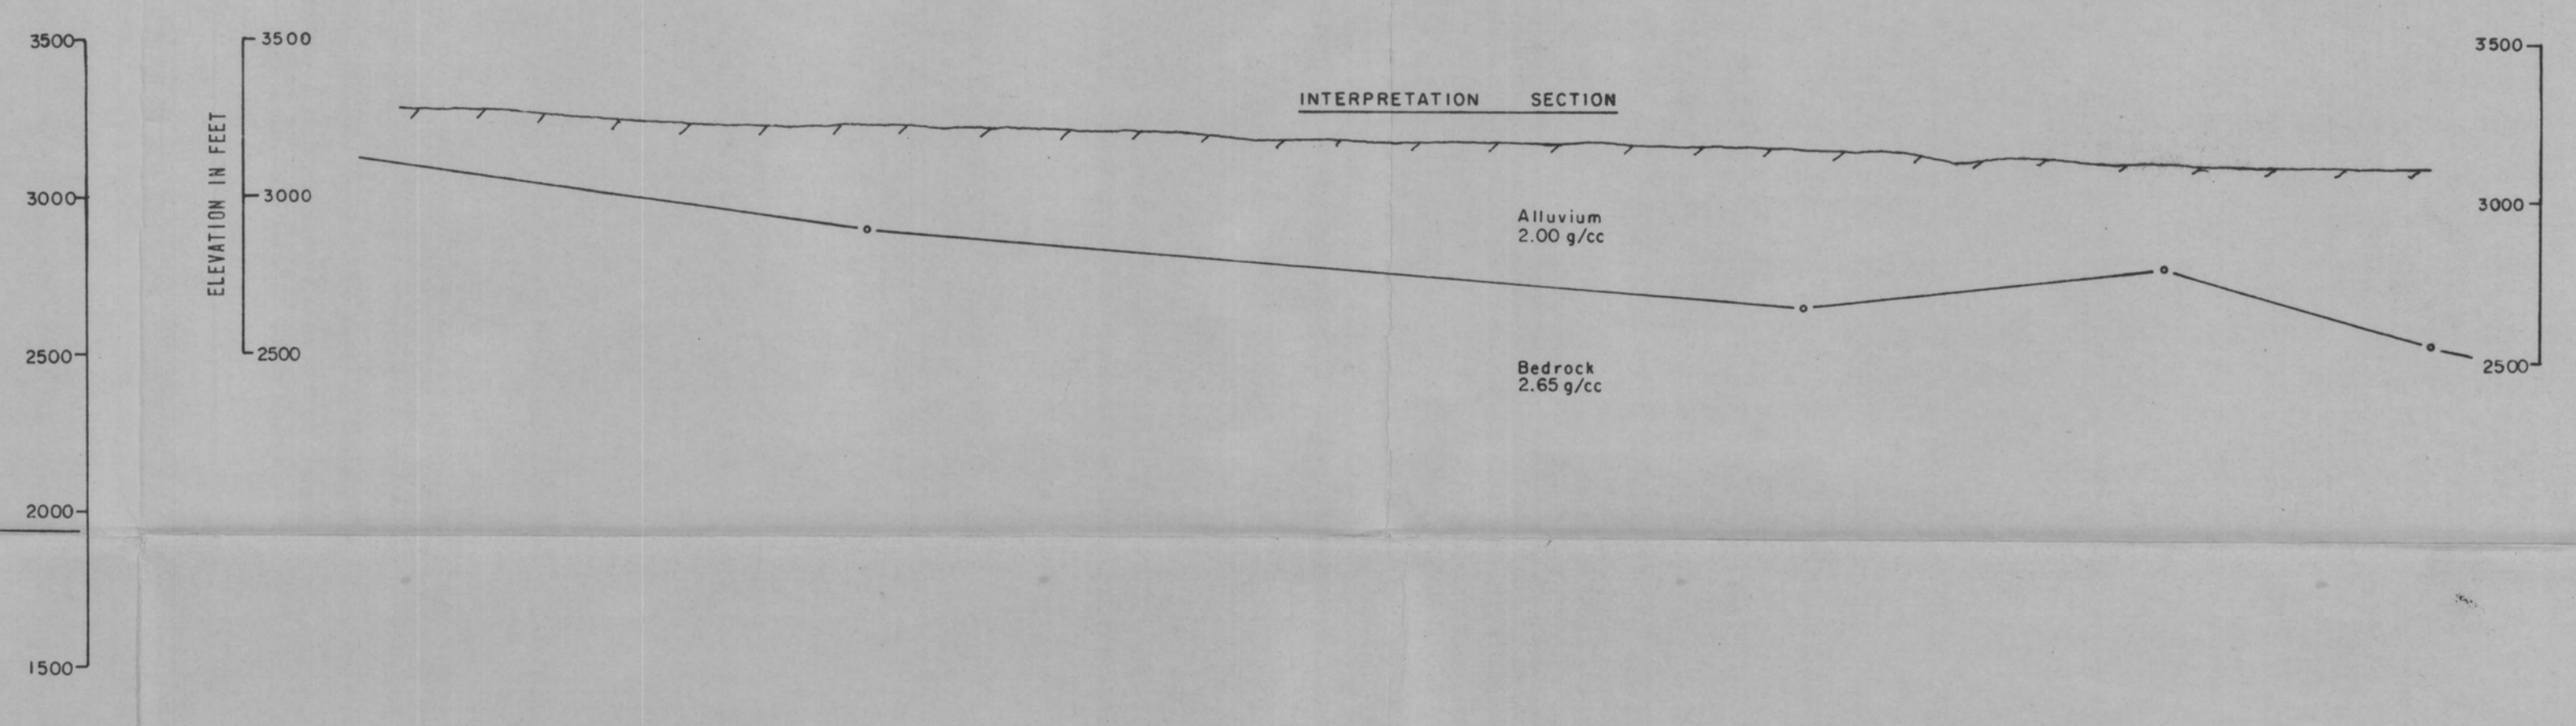 3500
3000
2500
2000
1500
ELEVATION IN FEET
3500
3000
2500
INTERPRETATION SECTION
Alluvium
2.00 g/cc
Bedrock
2.65 g/cc
3500
3000
2500